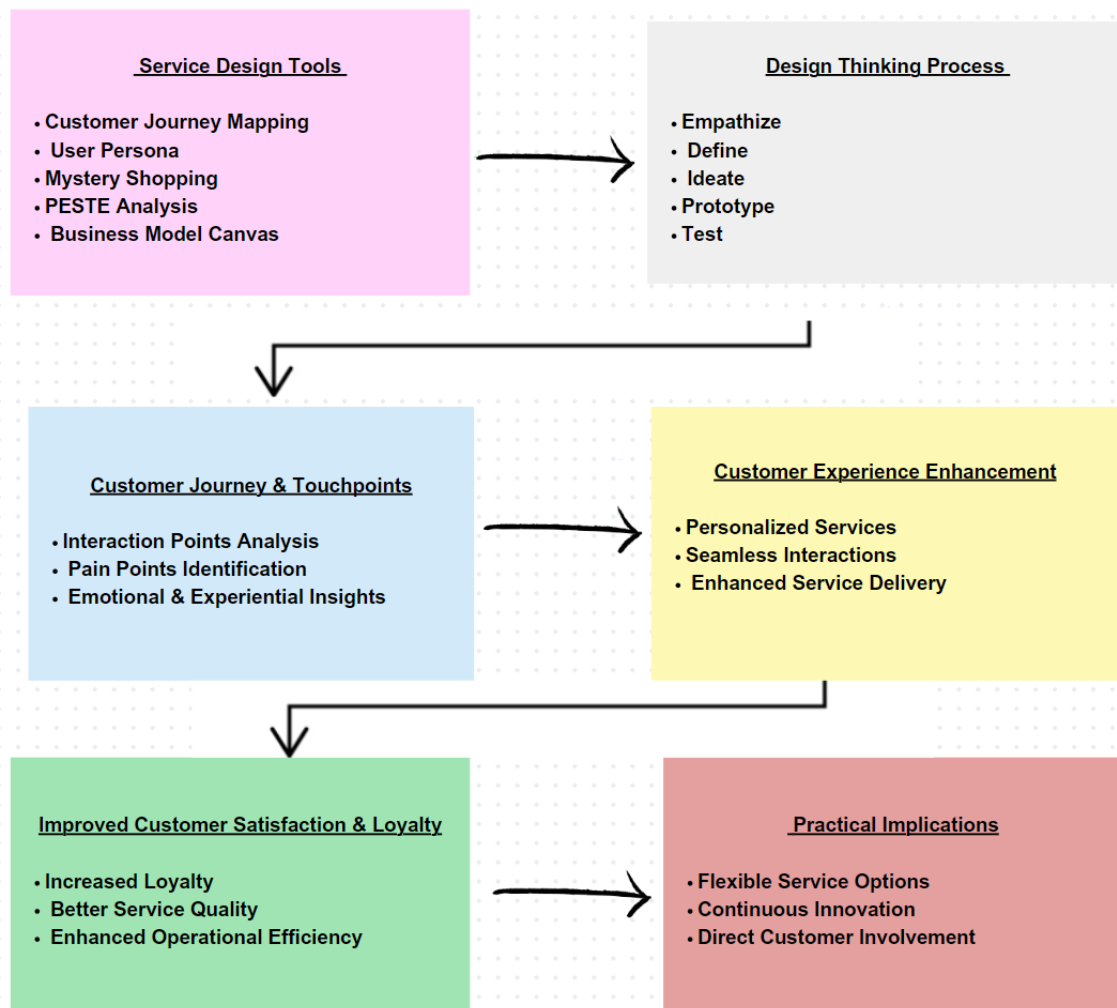 Service Design Tools
• Customer Journey Mapping
• User Persona
• Mystery Shopping
• PESTE Analysis
• Business Model Canvas
Design Thinking Process
• Empathize
• Define
• Ideate
• Prototype
• Test
Customer Journey & Touchpoints
• Interaction Points Analysis
• Pain Points Identification
• Emotional & Experiential Insights
Customer Experience Enhancement
• Personalized Services
• Seamless Interactions
• Enhanced Service Delivery
Improved Customer Satisfaction & Loyalty
• Increased Loyalty
• Better Service Quality
• Enhanced Operational Efficiency
Practical Implications
• Flexible Service Options
• Continuous Innovation
• Direct Customer Involvement